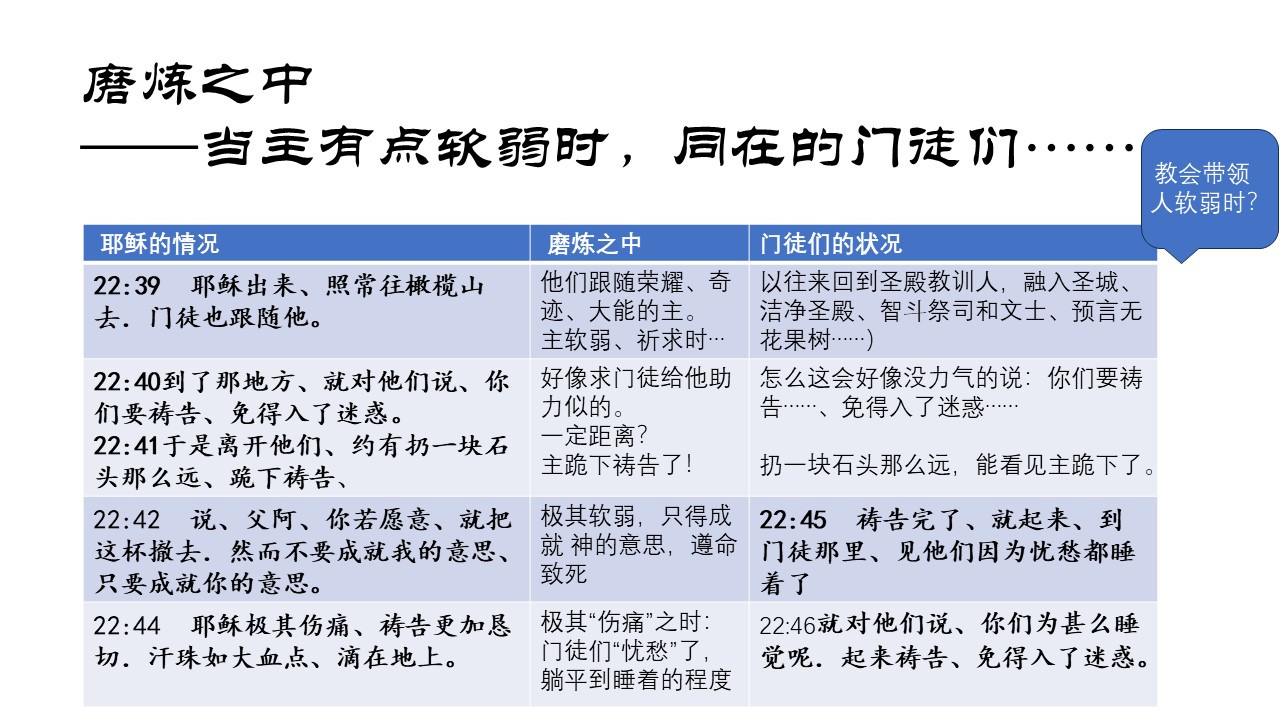 磨炼之中
——当主有点软弱时，同在的门徒们……
教会带领
人软弱时？
耶稣的情况
磨炼之中
门徒们的状况
22:39　耶稣出来、照常往橄榄山
去．门徒也跟随他。
他们跟随荣耀、奇
迹、大能的主。
主软弱、祈求时…
以往来回到圣殿教训人，融入圣城、
洁净圣殿、智斗祭司和文士、预言无
花果树……）
22:40到了那地方、就对他们说、你
们要祷告、免得入了迷惑。
22:41于是离开他们、约有扔一块石
头那么远、跪下祷告、
好像求门徒给他助
力似的。
一定距离？
主跪下祷告了！
怎么这会好像没力气的说：你们要祷
告……、免得入了迷惑……
扔一块石头那么远，能看见主跪下了。
22:42　说、父阿、你若愿意、就把
这杯撤去．然而不要成就我的意思、
只要成就你的意思。
极其软弱，只得成
就 神的意思，遵命
致死
22:45　祷告完了、就起来、到
门徒那里、见他们因为忧愁都睡
着了
22:44　耶稣极其伤痛、祷告更加恳
切．汗珠如大血点、滴在地上。
极其“伤痛”之时：
门徒们“忧愁”了，
躺平到睡着的程度
22:46就对他们说、你们为甚么睡
觉呢．起来祷告、免得入了迷惑。